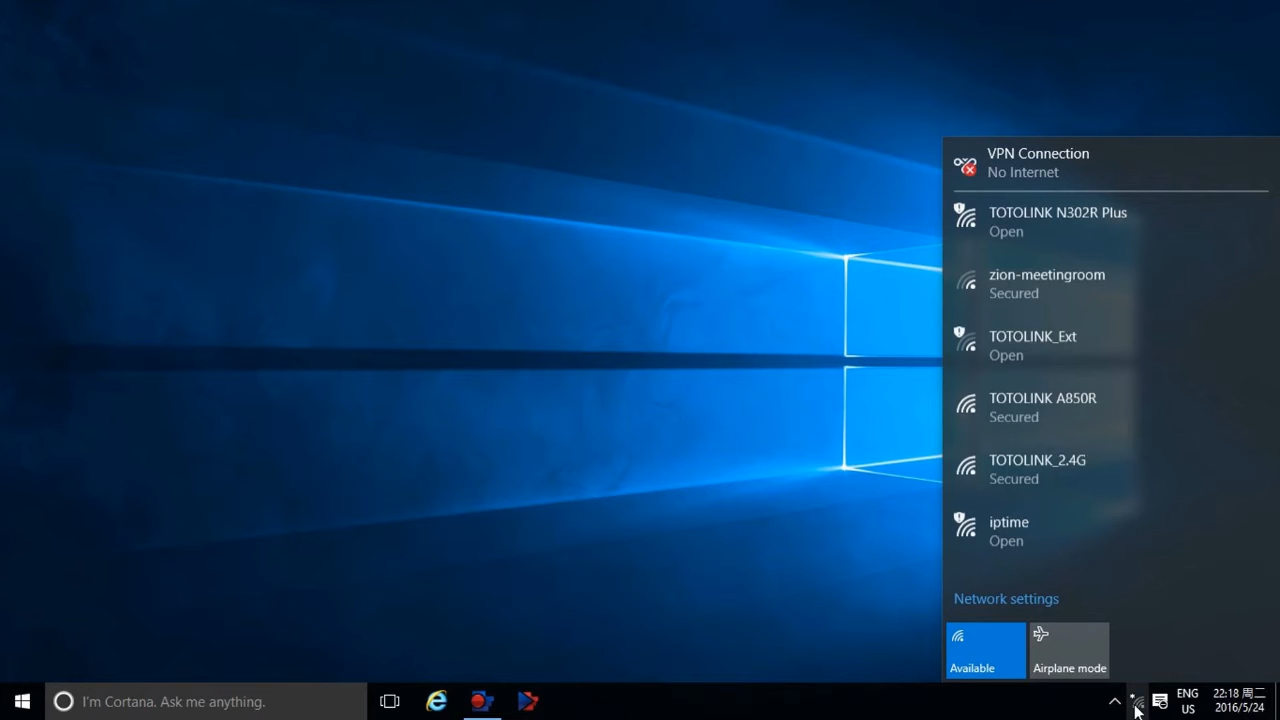 VPN Connection
No Internet
TOTOLINK N302R Plus
Open
zion-meetingroom
Secured
TOTOLINK_Ext
Open
TOTOLINK A850R
Secured
TOTOLINK_2.4G
Secured
iptime
Open
Network settings
Available
Airplane mode
I'm Cortana. Ask me anything.
ENG
US
22:18 周二
2016/5/24